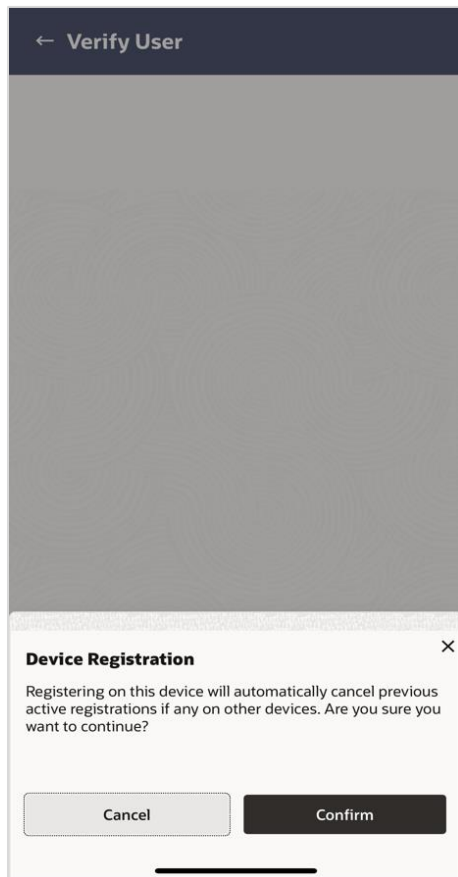 ← Verify User
Device Registration
Registering on this device will automatically cancel previous
active registrations if any on other devices. Are you sure you
want to continue?
Cancel
Confirm